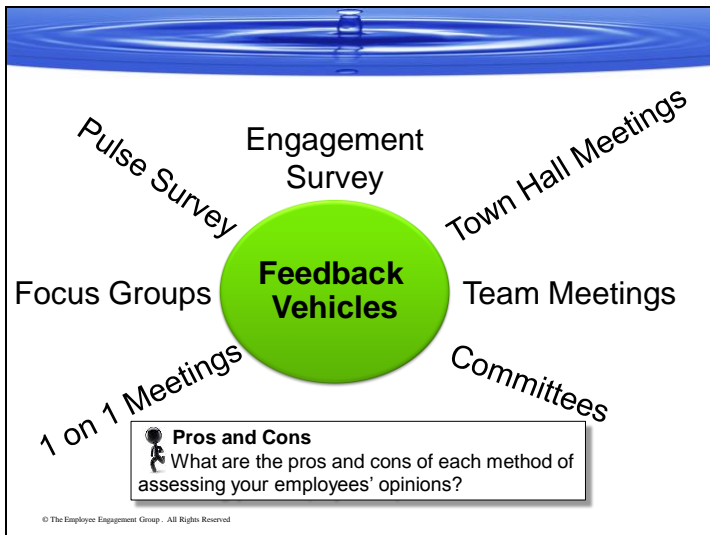 Pulse Survey
Engagement
Survey
Town Hall Meetings
Focus Groups
Feedback
Vehicles
Team Meetings
1 on 1 Meetings
Committees
Pros and Cons
What are the pros and cons of each method of
assessing your employees’ opinions?
© The Employee Engagement Group . All Rights Reserved